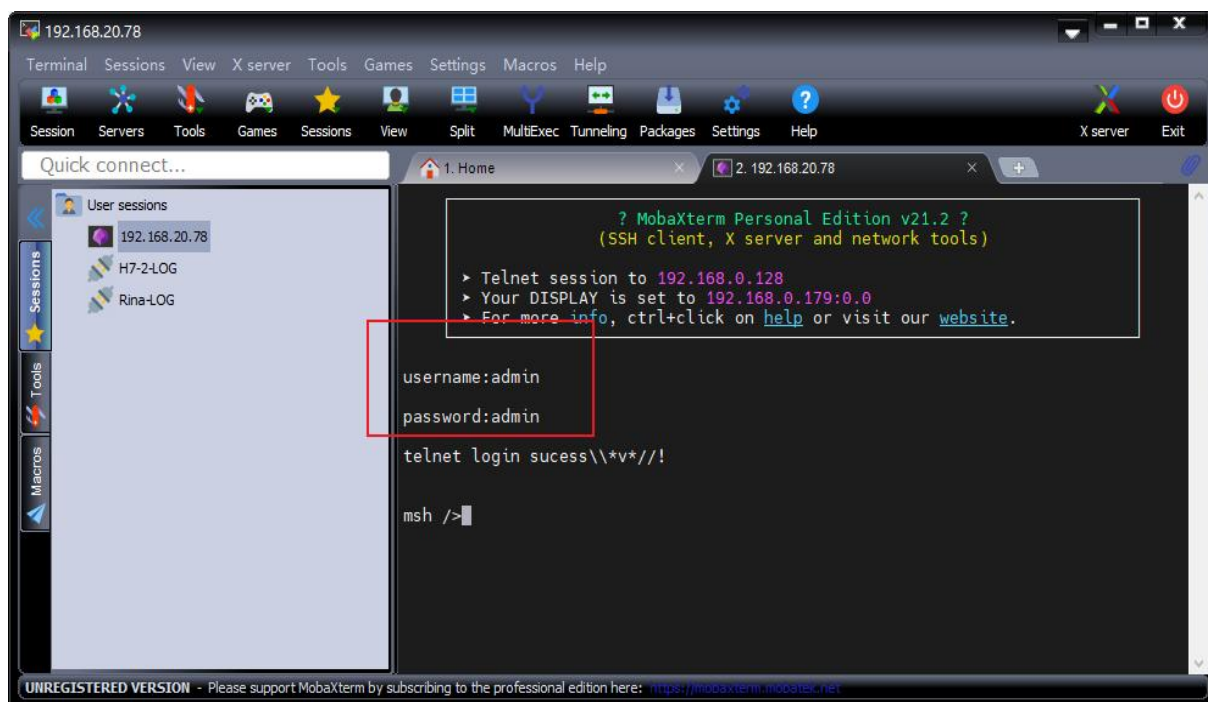 192.168.20.78
Terminal Sessions View X server Tools Games Settings Macros Help
Session Servers Tools Games Sessions View Split MultiExec Tunneling Packages Settings Help X server Exit
Quick connect...
1. Home
2. 192.168.20.78
User sessions
192.168.20.78
H7-2-LOG
Rina-LOG
Sessions
Tools
Macros
? MobaXterm Personal Edition v21.2 ?
(SSH client, X server and network tools)
➤ Telnet session to 192.168.0.128
➤ Your DISPLAY is set to 192.168.0.179:0.0
➤ For more info, ctrl+click on help or visit our website.
username:admin
password:admin
telnet login sucess\\*v*//!
msh />
UNREGISTERED VERSION - Please support MobaXterm by subscribing to the professional edition here: https://mobaxterm.mobatek.net